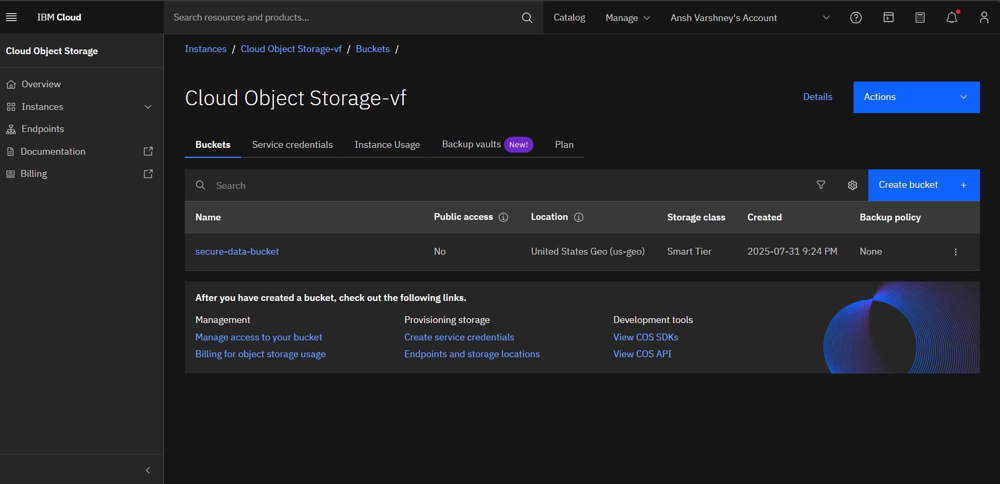 IBM Cloud
Search resources and products...
Catalog
Manage
Ansh Varshney's Account
Cloud Object Storage
Overview
Instances
Endpoints
Documentation
Billing
Instances / Cloud Object Storage-vf / Buckets /
Cloud Object Storage-vf
Details
Actions
Buckets
Service credentials
Instance Usage
Backup vaults New!
Plan
Search
Create bucket +
Name Public access Location Storage class Created Backup policy
secure-data-bucket No United States Geo (us-geo) Smart Tier 2025-07-31 9:24 PM None
After you have created a bucket, check out the following links.
Management
Manage access to your bucket
Billing for object storage usage
Provisioning storage
Create service credentials
Endpoints and storage locations
Development tools
View COS SDKs
View COS API